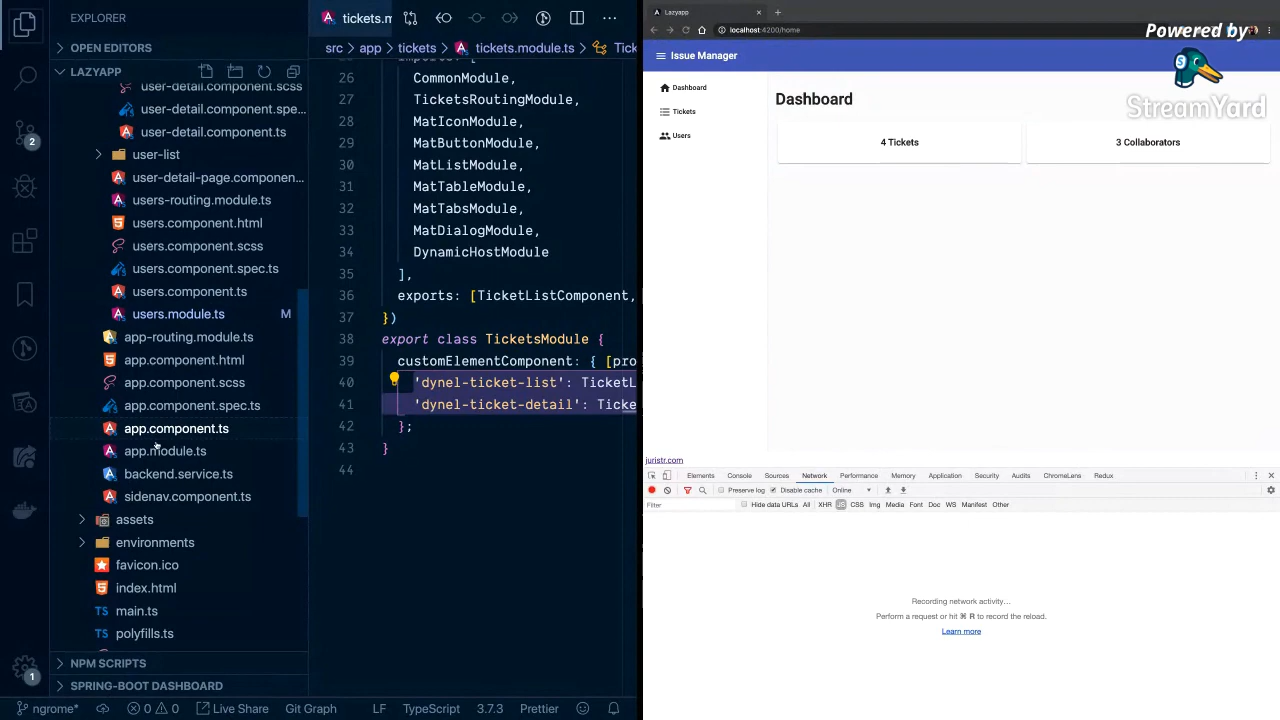 EXPLORER
OPEN EDITORS
LAZYAPP
user-detail.component.scss
user-detail.component.spe...
user-detail.component.ts
user-list
user-detail-page.componen...
users-routing.module.ts
users.component.html
users.component.scss
users.component.spec.ts
users.component.ts
users.module.ts M
app-routing.module.ts
app.component.html
app.component.scss
app.component.spec.ts
app.component.ts
app.module.ts
backend.service.ts
sidenav.component.ts
assets
environments
favicon.ico
index.html
TS main.ts
TS polyfills.ts
NPM SCRIPTS
SPRING-BOOT DASHBOARD
2
1
tickets.m
src > app > tickets > tickets.module.ts > Tick
26 CommonModule,
27 TicketsRoutingModule,
28 MatIconModule,
29 MatButtonModule,
30 MatListModule,
31 MatTableModule,
32 MatTabsModule,
33 MatDialogModule,
34 DynamicHostModule
35 ],
36 exports: [TicketListComponent,
37 })
38 export class TicketsModule {
39 customElementComponent: { [pro
40 'dynel-ticket-list': TicketL
41 'dynel-ticket-detail': Ticke
42 };
43 }
44
ngrome* 0 0 Live Share Git Graph LF TypeScript 3.7.3 Prettier
Lazyapp
localhost:4200/home
Issue Manager
Dashboard
Tickets
Users
Dashboard
4 Tickets
3 Collaborators
juristr.com
Elements Console Sources Network Performance Memory Application Security Audits ChromeLens Redux
Preserve log Disable cache Online
Filter Hide data URLs All XHR JS CSS Img Media Font Doc WS Manifest Other
Recording network activity...
Perform a request or hit ⌘ R to record the reload.
Learn more
Powered by
StreamYard